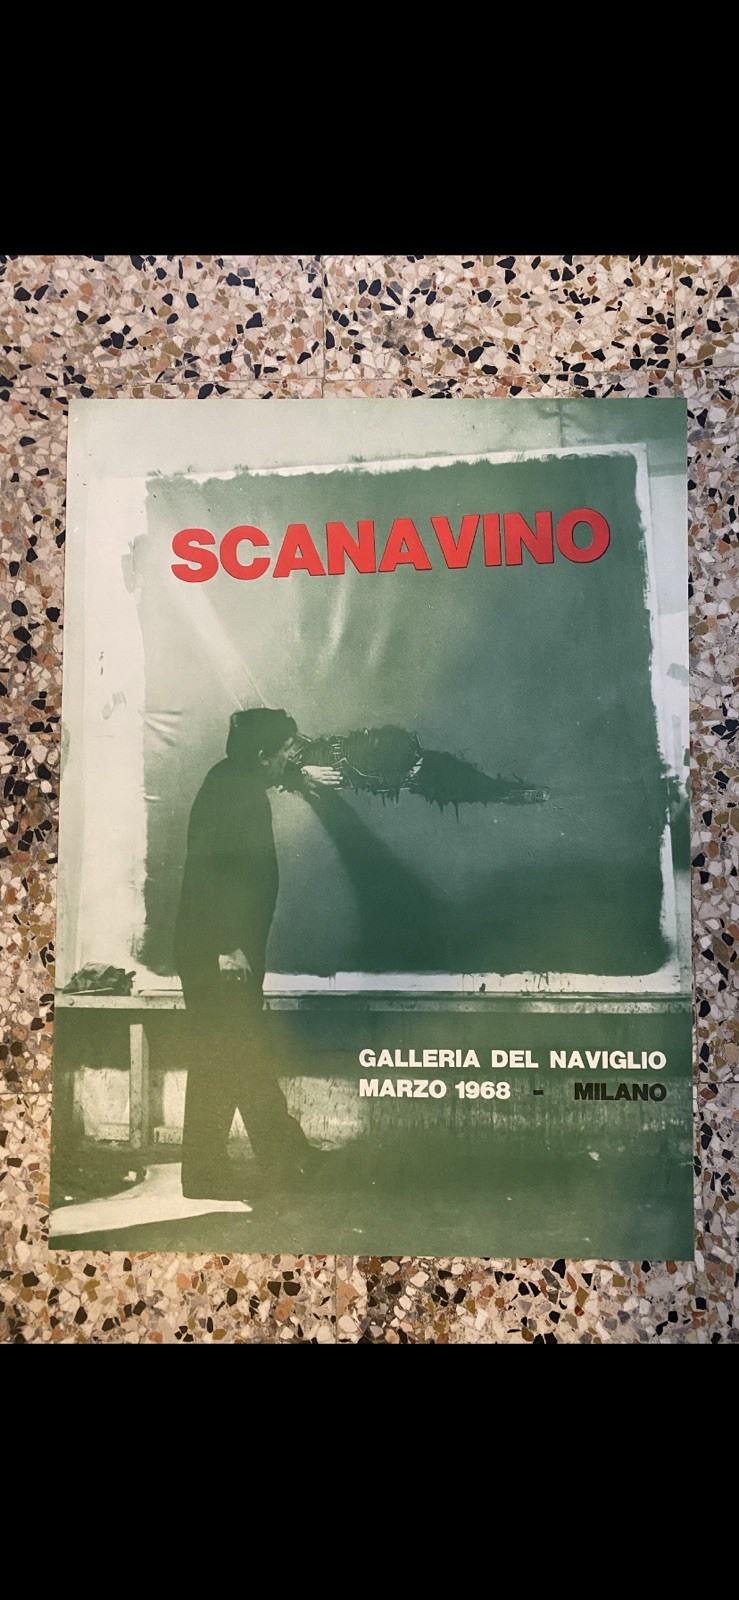 SCANAVINO
GALLERIA DEL NAVIGLIO
MARZO 1968 - MILANO